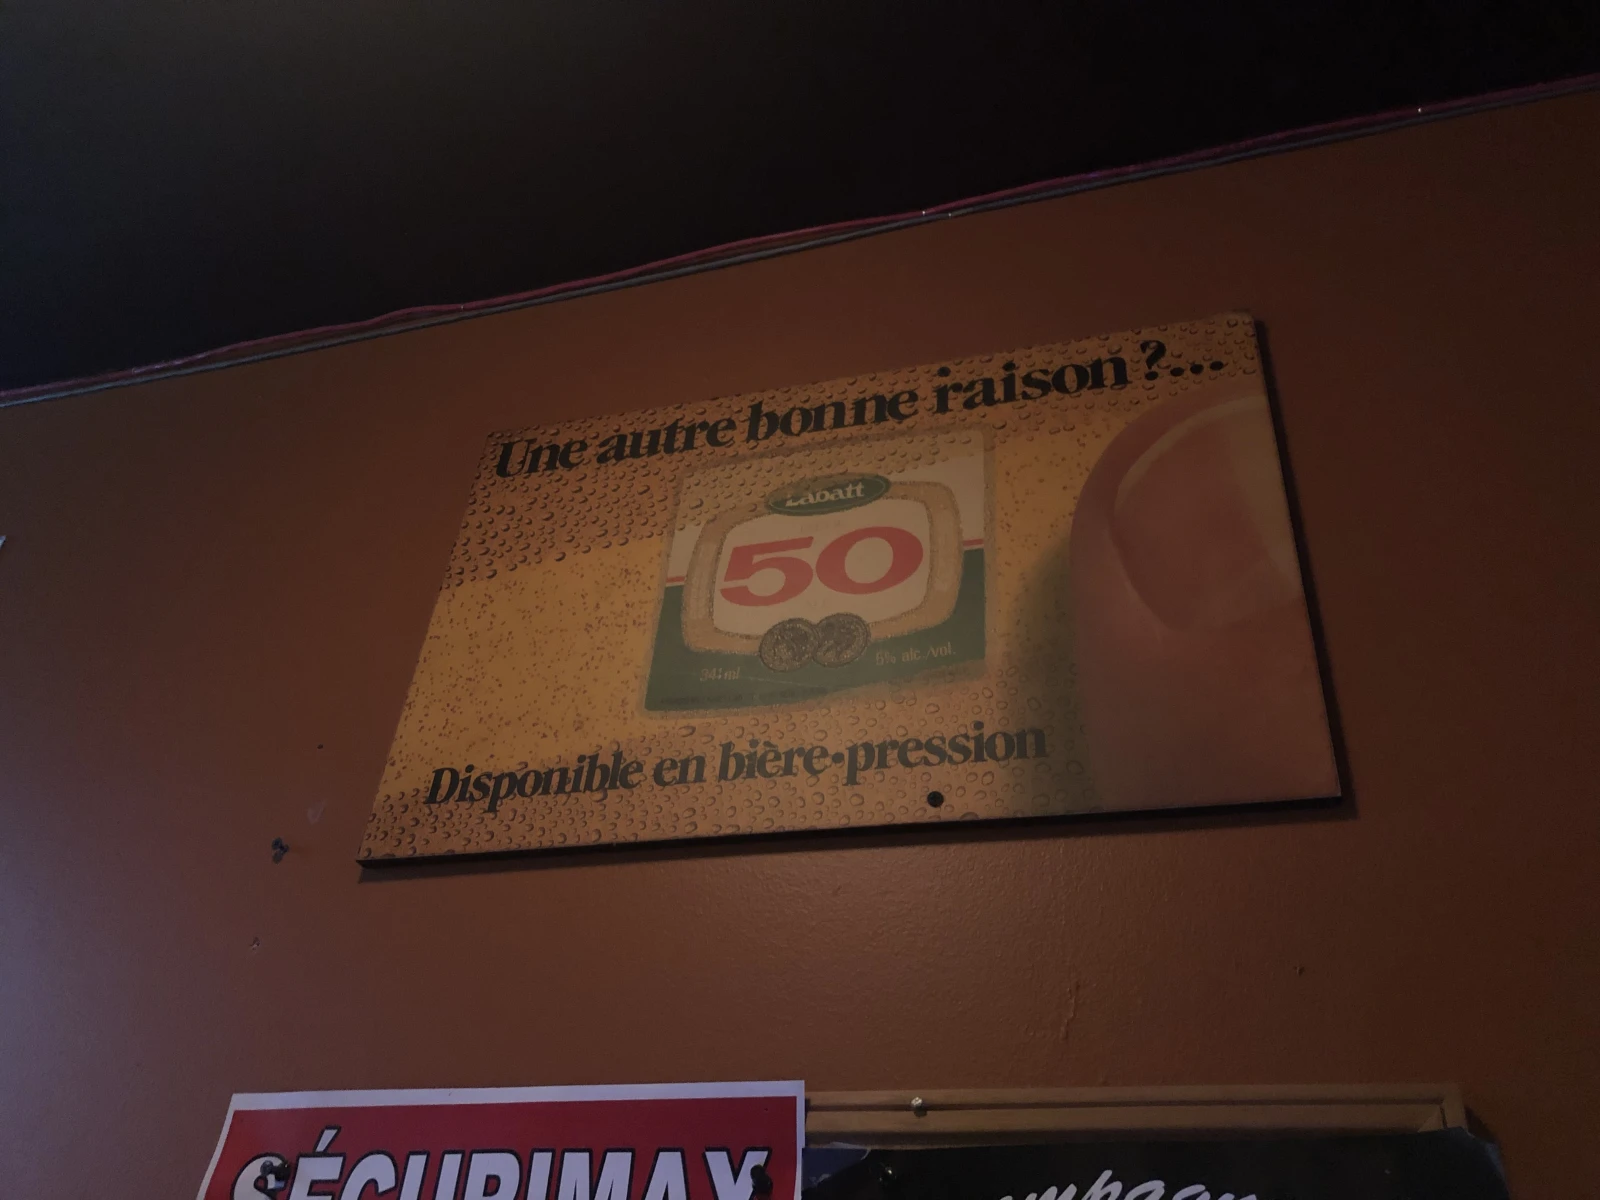 Une autre bonne raison?...
Labatt
50
341 ml
5% alc./vol.
Disponible en bière•pression
SÉCURIMAX